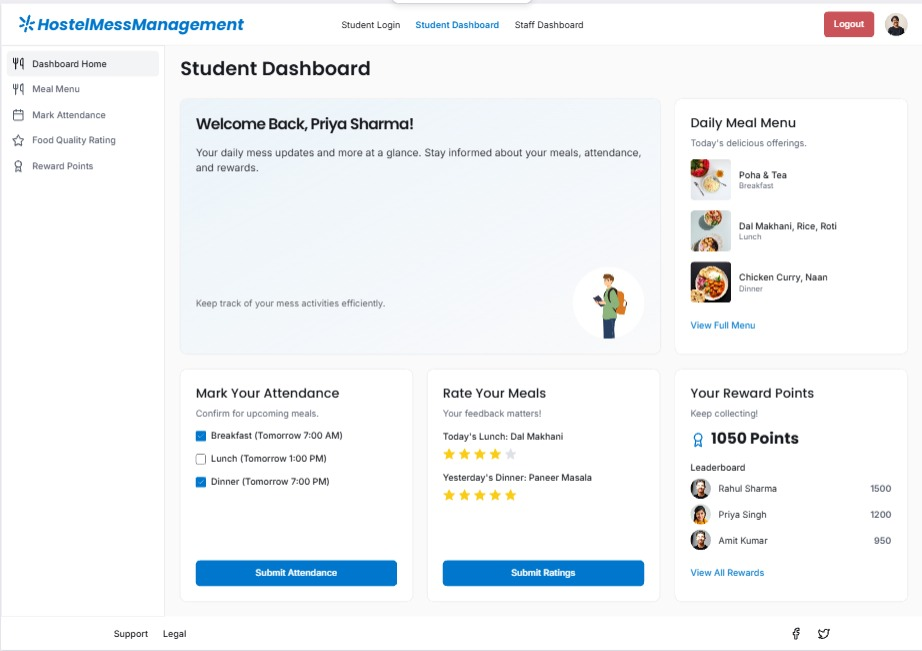 HostelMessManagement
Student Login
Student Dashboard
Staff Dashboard
Logout
Dashboard Home
Meal Menu
Mark Attendance
Food Quality Rating
Reward Points
Student Dashboard
Welcome Back, Priya Sharma!
Your daily mess updates and more at a glance. Stay informed about your meals, attendance,
and rewards.
Keep track of your mess activities efficiently.
Daily Meal Menu
Today's delicious offerings.
Poha & Tea
Breakfast
Dal Makhani, Rice, Roti
Lunch
Chicken Curry, Naan
Dinner
View Full Menu
Mark Your Attendance
Confirm for upcoming meals.
Breakfast (Tomorrow 7:00 AM)
Lunch (Tomorrow 1:00 PM)
Dinner (Tomorrow 7:00 PM)
Submit Attendance
Rate Your Meals
Your feedback matters!
Today's Lunch: Dal Makhani
Yesterday's Dinner: Paneer Masala
Submit Ratings
Your Reward Points
Keep collecting!
1050 Points
Leaderboard
Rahul Sharma 1500
Priya Singh 1200
Amit Kumar 950
View All Rewards
Support
Legal